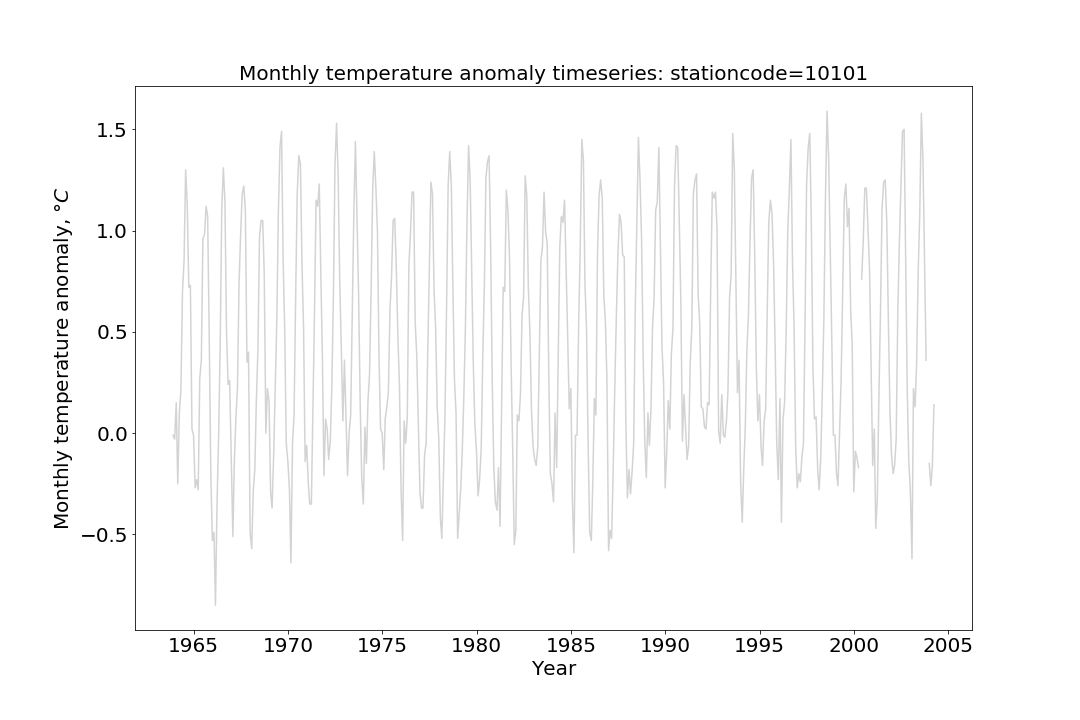 Monthly temperature anomaly timeseries: stationcode=10101
Monthly temperature anomaly, °C
1.5
1.0
0.5
0.0
−0.5
1965 1970 1975 1980 1985 1990 1995 2000 2005
Year